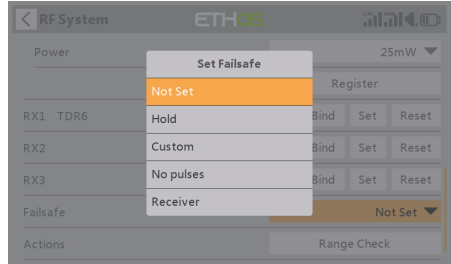 RF System
ETHOS
Power
25mW
Set Failsafe
Not Set
Hold
Custom
No pulses
Receiver
Register
RX1 TDR6
Bind Set Reset
RX2
Bind Set Reset
RX3
Bind Set Reset
Failsafe
Not Set
Actions
Range Check